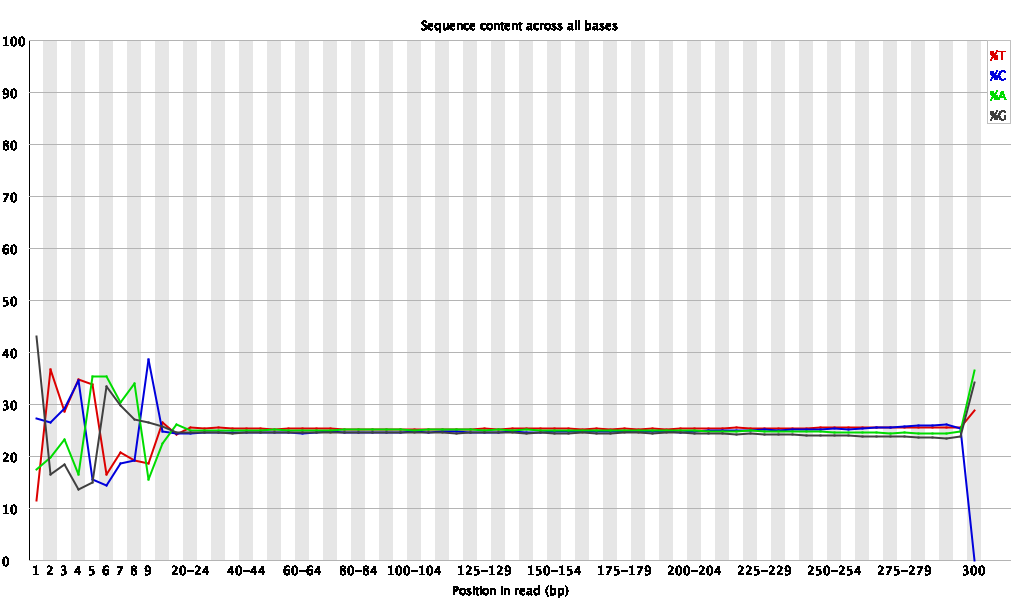 Sequence content across all bases
100
90
80
70
60
50
40
30
20
10
0
%T
%C
%A
%G
1 2 3 4 5 6 7 8 9 20-24 40-44 60-64 80-84 100-104 125-129 150-154 175-179 200-204 225-229 250-254 275-279 300
Position in read (bp)